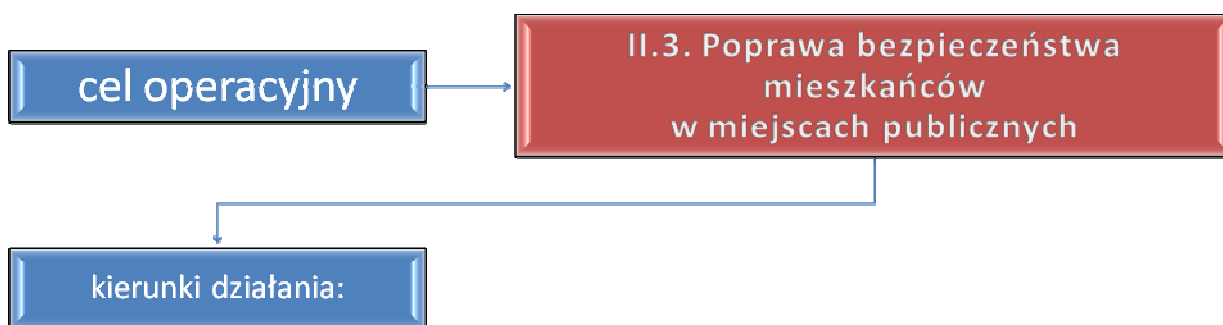 cel operacyjny
II.3. Poprawa bezpieczeństwa
mieszkańców
w miejscach publicznych
kierunki działania: